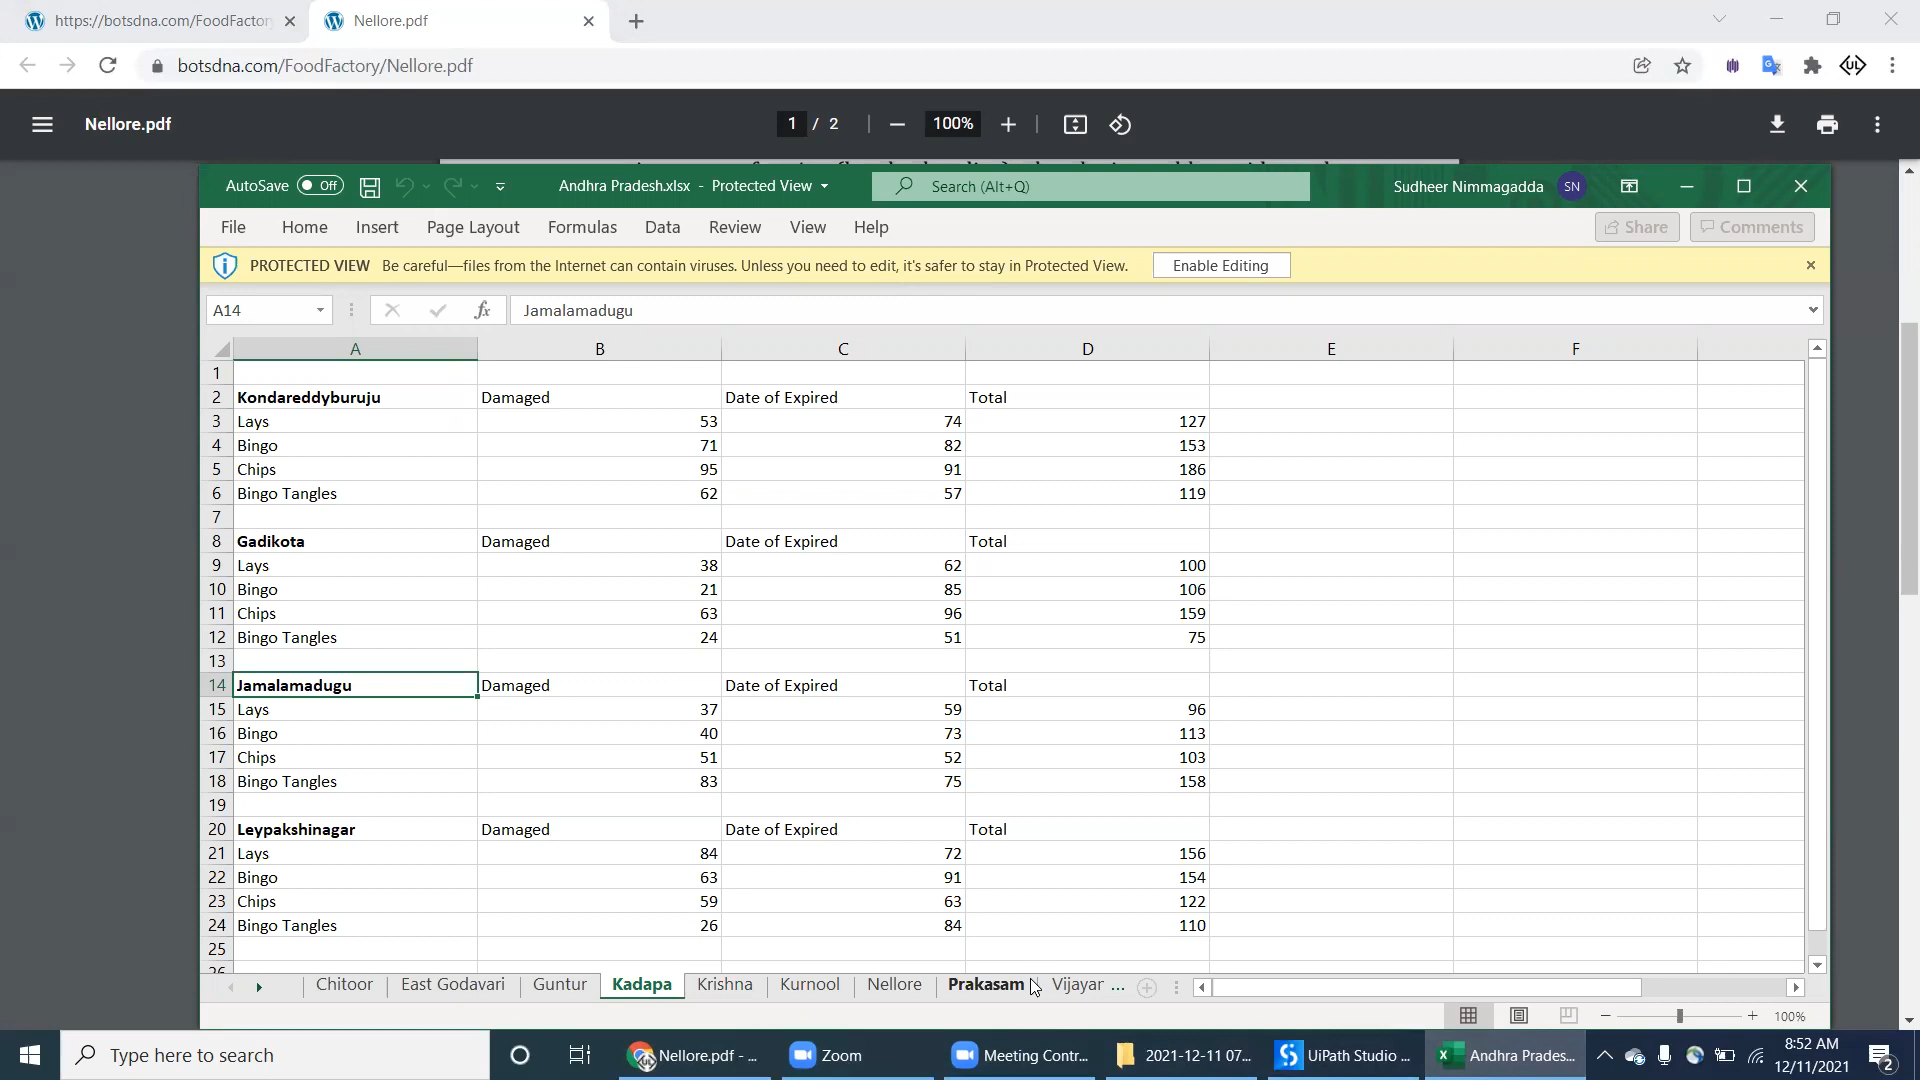 https://botsdna.com/FoodFactory
Nellore.pdf
botsdna.com/FoodFactory/Nellore.pdf
Nellore.pdf
1 / 2
100%
AutoSave Off
Andhra Pradesh.xlsx - Protected View
Search (Alt+Q)
Sudheer Nimmagadda SN
File Home Insert Page Layout Formulas Data Review View Help
Share Comments
PROTECTED VIEW Be careful—files from the Internet can contain viruses. Unless you need to edit, it's safer to stay in Protected View. Enable Editing
A14 fx Jamalamadugu
A B C D E F
1
2 Kondareddyburuju Damaged Date of Expired Total
3 Lays 53 74 127
4 Bingo 71 82 153
5 Chips 95 91 186
6 Bingo Tangles 62 57 119
7
8 Gadikota Damaged Date of Expired Total
9 Lays 38 62 100
10 Bingo 21 85 106
11 Chips 63 96 159
12 Bingo Tangles 24 51 75
13
14 Jamalamadugu Damaged Date of Expired Total
15 Lays 37 59 96
16 Bingo 40 73 113
17 Chips 51 52 103
18 Bingo Tangles 83 75 158
19
20 Leypakshinagar Damaged Date of Expired Total
21 Lays 84 72 156
22 Bingo 63 91 154
23 Chips 59 63 122
24 Bingo Tangles 26 84 110
25
26
Chitoor East Godavari Guntur Kadapa Krishna Kurnool Nellore Prakasam Vijayar ...
100%
Type here to search
Nellore.pdf - ...
Zoom
Meeting Contr...
2021-12-11 07...
UiPath Studio ...
Andhra Prades...
8:52 AM
12/11/2021
2